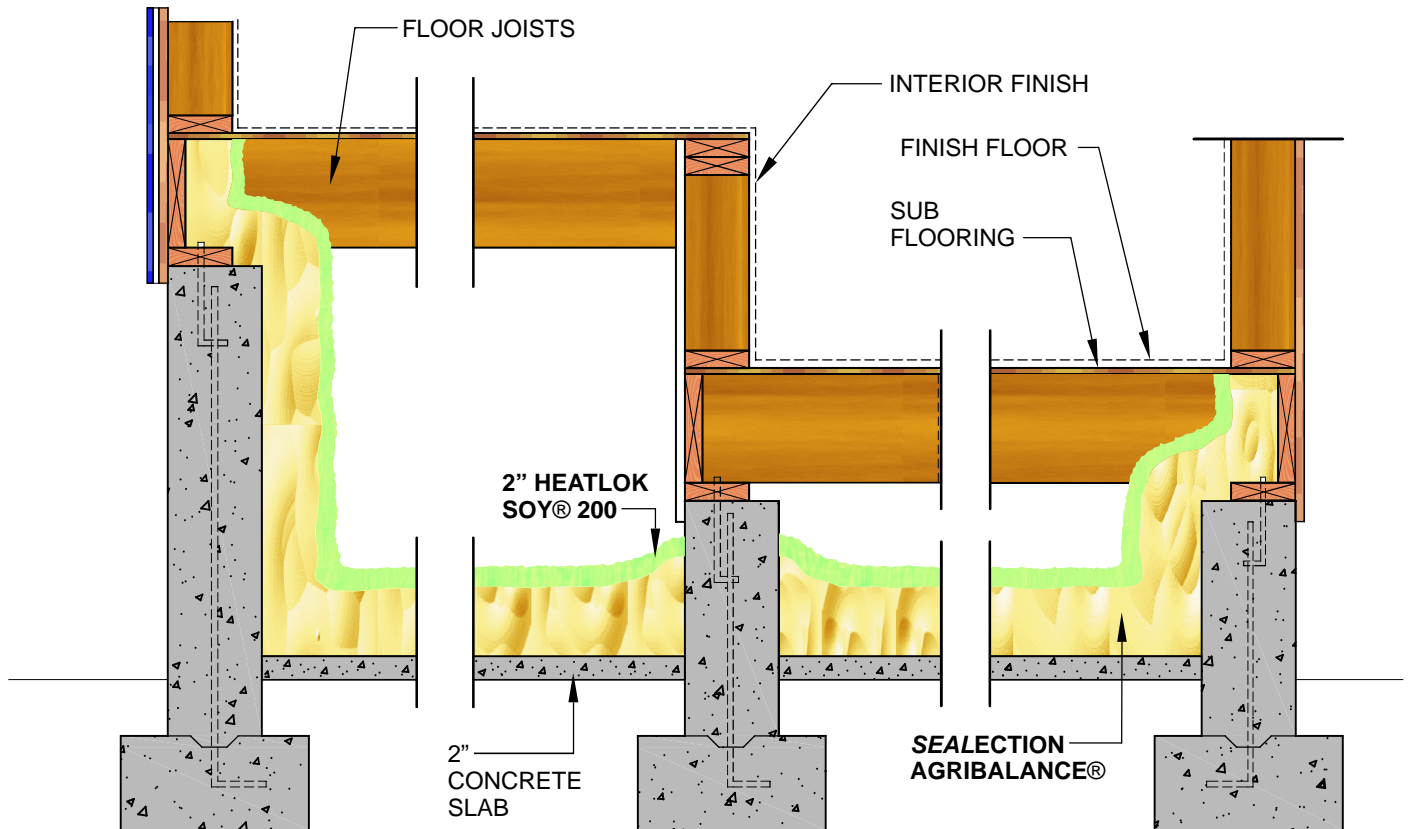 FLOOR JOISTS
INTERIOR FINISH
FINISH FLOOR
SUB
FLOORING
2” HEATLOK
SOY® 200
2”
CONCRETE
SLAB
SEALECTION
AGRIBALANCE®